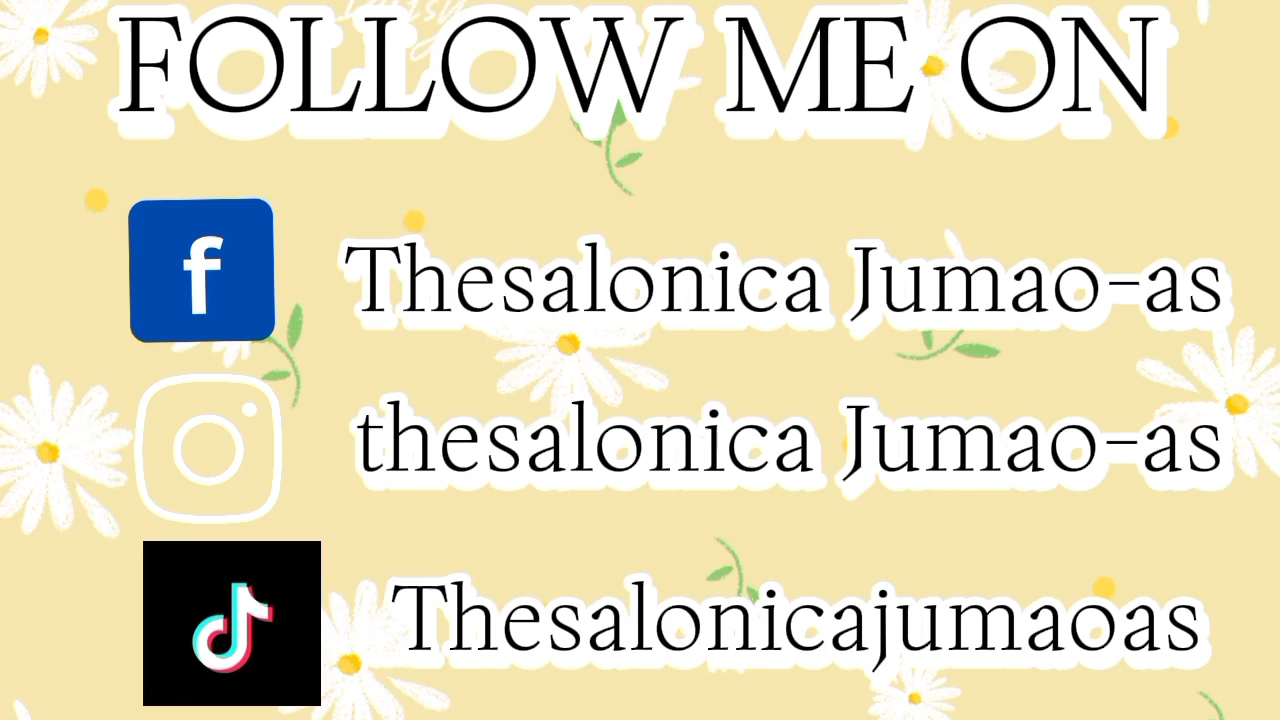 FOLLOW ME ON
f
Thesalonica Jumao-as
thesalonica Jumao-as
Thesalonicajumaoas